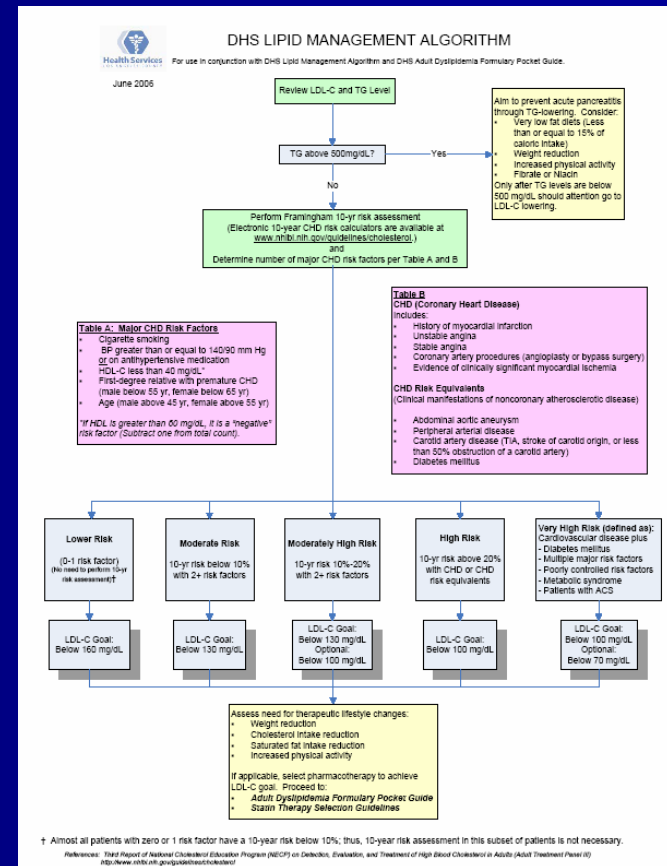 Health Services
LOS ANGELES COUNTY
June 2006
DHS LIPID MANAGEMENT ALGORITHM
For use in conjunction with DHS Lipid Management Algorithm and DHS Adult Dyslipidemia Formulary Pocket Guide.
Review LDL-C and TG Level
TG above 500mg/dL?
Yes
Aim to prevent acute pancreatitis
through TG-lowering. Consider:
• Very low fat diets (Less
than or equal to 15% of
caloric intake)
• Weight reduction
• Increased physical activity
• Fibrate or Niacin
Only after TG levels are below
500 mg/dL should attention go to
LDL-C lowering.
No
Perform Framingham 10-yr risk assessment
(Electronic 10-year CHD risk calculators are available at
www.nhlbi.nih.gov/guidelines/cholesterol.)
and
Determine number of major CHD risk factors per Table A and B
Table A: Major CHD Risk Factors
• Cigarette smoking
• BP greater than or equal to 140/90 mm Hg
or on antihypertensive medication
• HDL-C less than 40 mg/dL*
• First-degree relative with premature CHD
(male below 55 yr, female below 65 yr)
• Age (male above 45 yr, female above 55 yr)
*If HDL is greater than 60 mg/dL, it is a "negative"
risk factor (Subtract one from total count).
Table B
CHD (Coronary Heart Disease)
Includes:
• History of myocardial infarction
• Unstable angina
• Stable angina
• Coronary artery procedures (angioplasty or bypass surgery)
• Evidence of clinically significant myocardial ischemia
CHD Risk Equivalents
(Clinical manifestations of noncoronary atherosclerotic disease)
• Abdominal aortic aneurysm
• Peripheral arterial disease
• Carotid artery disease (TIA, stroke of carotid origin, or less
than 50% obstruction of a carotid artery)
• Diabetes mellitus
Lower Risk
(0-1 risk factor)
(No need to perform 10-yr
risk assessment)†
Moderate Risk
10-yr risk below 10%
with 2+ risk factors
Moderately High Risk
10-yr risk 10%-20%
with 2+ risk factors
High Risk
10-yr risk above 20%
with CHD or CHD
risk equivalents
Very High Risk (defined as):
Cardiovascular disease plus
- Diabetes mellitus
- Multiple major risk factors
- Poorly controlled risk factors
- Metabolic syndrome
- Patients with ACS
LDL-C Goal:
Below 160 mg/dL
LDL-C Goal:
Below 130 mg/dL
LDL-C Goal:
Below 130 mg/dL
Optional:
Below 100 mg/dL
LDL-C Goal:
Below 100 mg/dL
LDL-C Goal:
Below 100 mg/dL
Optional:
Below 70 mg/dL
Assess need for therapeutic lifestyle changes:
• Weight reduction
• Cholesterol intake reduction
• Saturated fat intake reduction
• Increased physical activity
If applicable, select pharmacotherapy to achieve
LDL-C goal. Proceed to:
• Adult Dyslipidemia Formulary Pocket Guide
• Statin Therapy Selection Guidelines
† Almost all patients with zero or 1 risk factor have a 10-year risk below 10%; thus, 10-year risk assessment in this subset of patients is not necessary.
References: Third Report of National Cholesterol Education Program (NECP) on Detection, Evaluation, and Treatment of High Blood Cholesterol in Adults (Adult Treatment Panel III)
http://www.nhlbi.nih.gov/guidelines/cholesterol